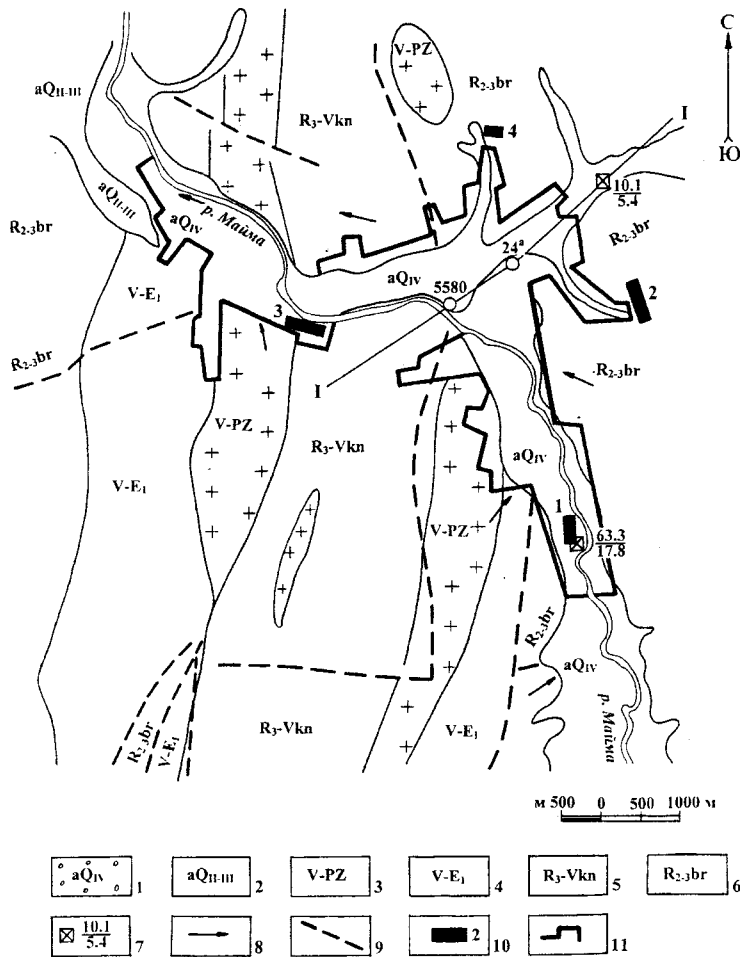 С
V-PZ
aQII-III
R2-3br
I
R3-Vkn
4
10.1
5.4
aQII-III
aQIV
р. Майма
Ю
R2-3br
24а
R2-3br
aQIV
5580
2
V-E1
3
R2-3br
I
R2-3br
V-PZ
R3-Vkn
aQIV
V-E1
1
63.3
17.8
V-PZ
R2-3br
aQIV
R2-3br
V-E1
R3-Vkn
V-E1
р. Майма
м 500 0 500 1000 м
aQIV 1
aQII-III 2
V-PZ 3
V-E1 4
R3-Vkn 5
R2-3br 6
10.1
5.4 7
8
9
2 10
11